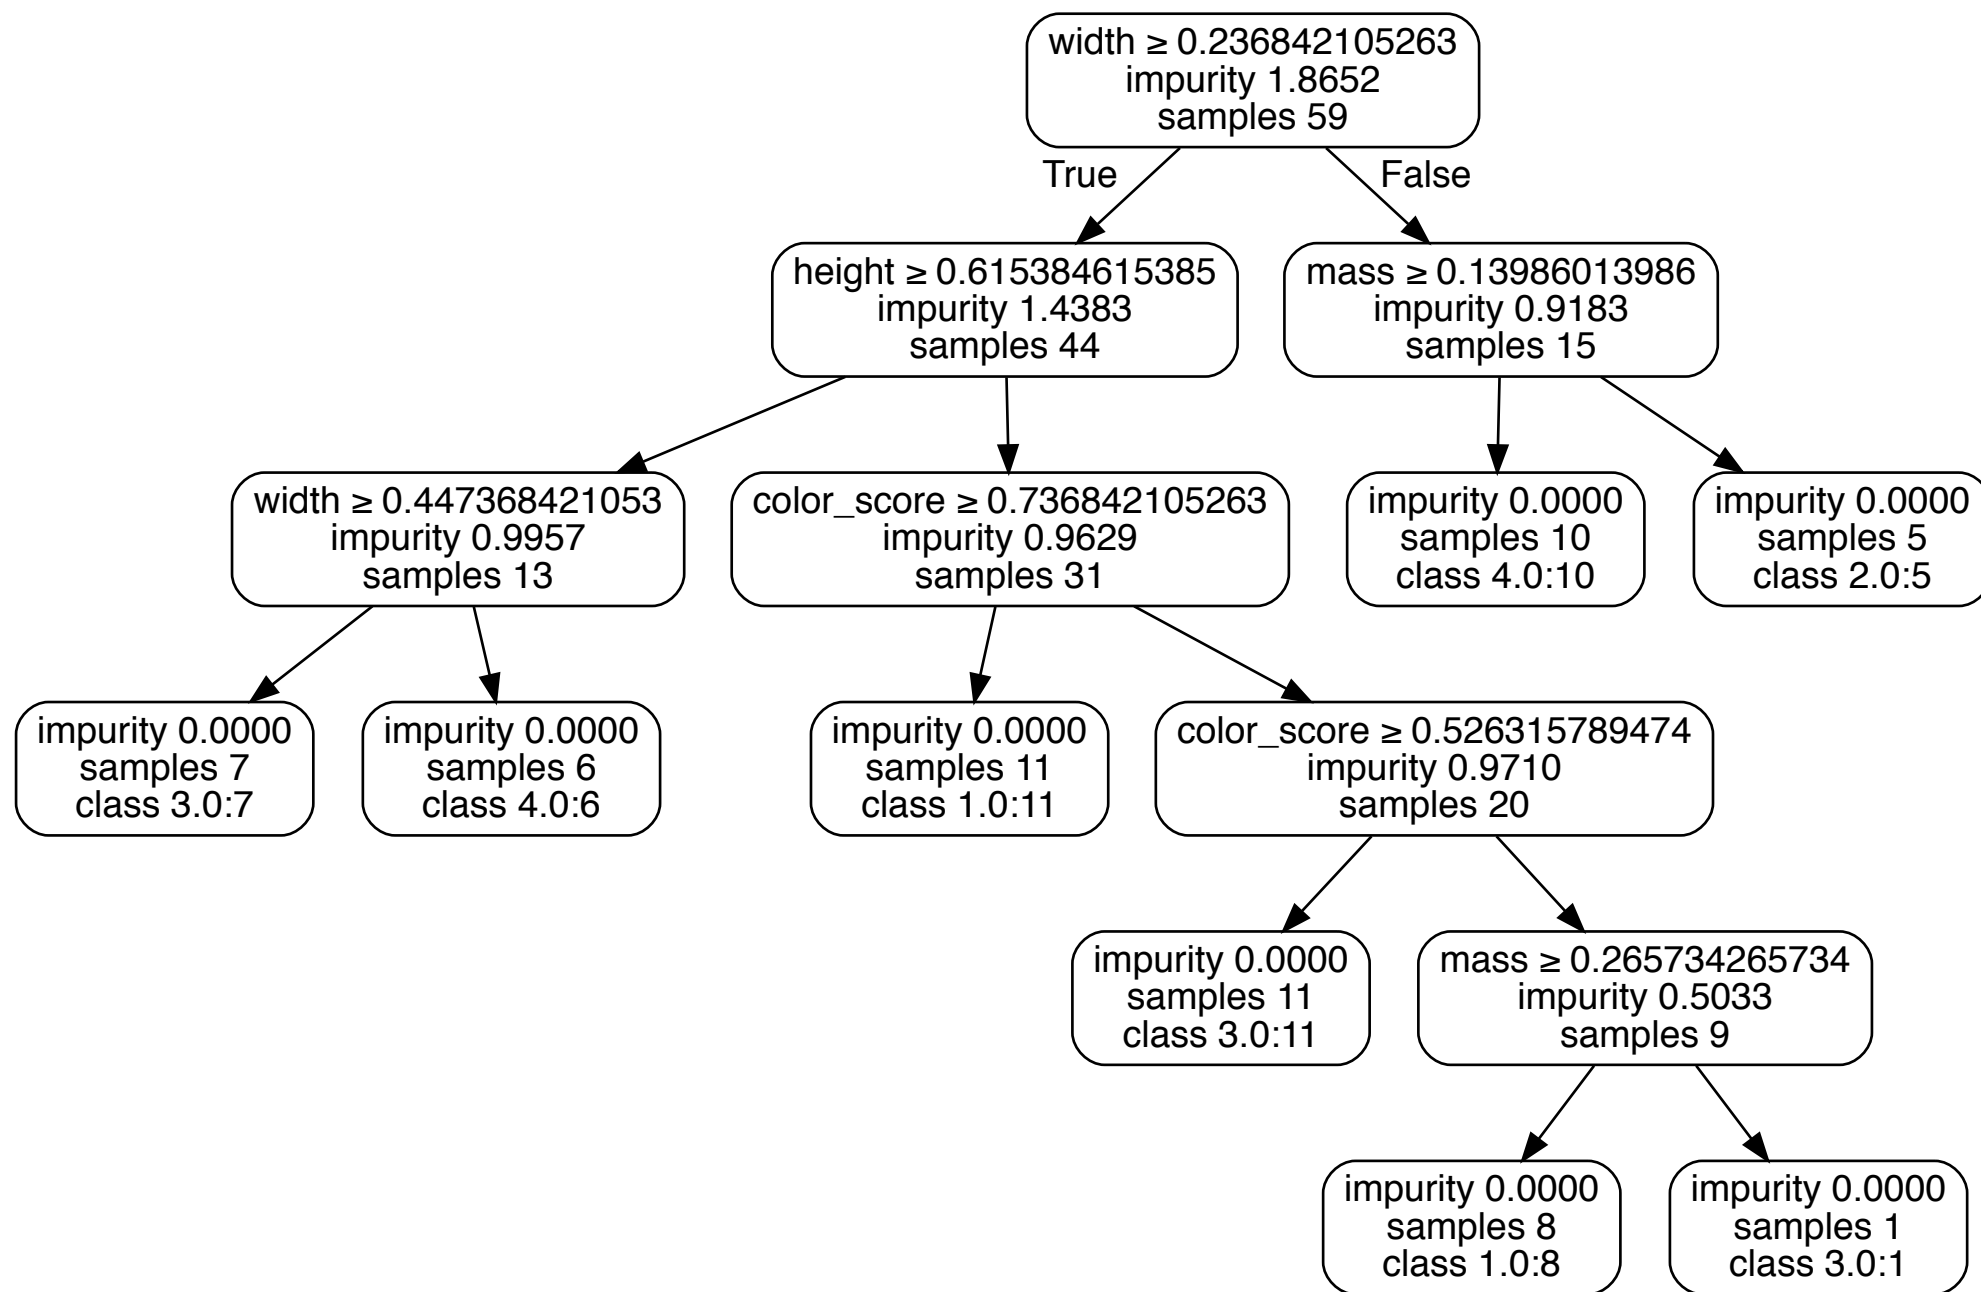 width ≥ 0.236842105263
impurity 1.8652
samples 59
True
False
height ≥ 0.615384615385
impurity 1.4383
samples 44
mass ≥ 0.13986013986
impurity 0.9183
samples 15
width ≥ 0.447368421053
impurity 0.9957
samples 13
color_score ≥ 0.736842105263
impurity 0.9629
samples 31
impurity 0.0000
samples 10
class 4.0:10
impurity 0.0000
samples 5
class 2.0:5
impurity 0.0000
samples 7
class 3.0:7
impurity 0.0000
samples 6
class 4.0:6
impurity 0.0000
samples 11
class 1.0:11
color_score ≥ 0.526315789474
impurity 0.9710
samples 20
impurity 0.0000
samples 11
class 3.0:11
mass ≥ 0.265734265734
impurity 0.5033
samples 9
impurity 0.0000
samples 8
class 1.0:8
impurity 0.0000
samples 1
class 3.0:1